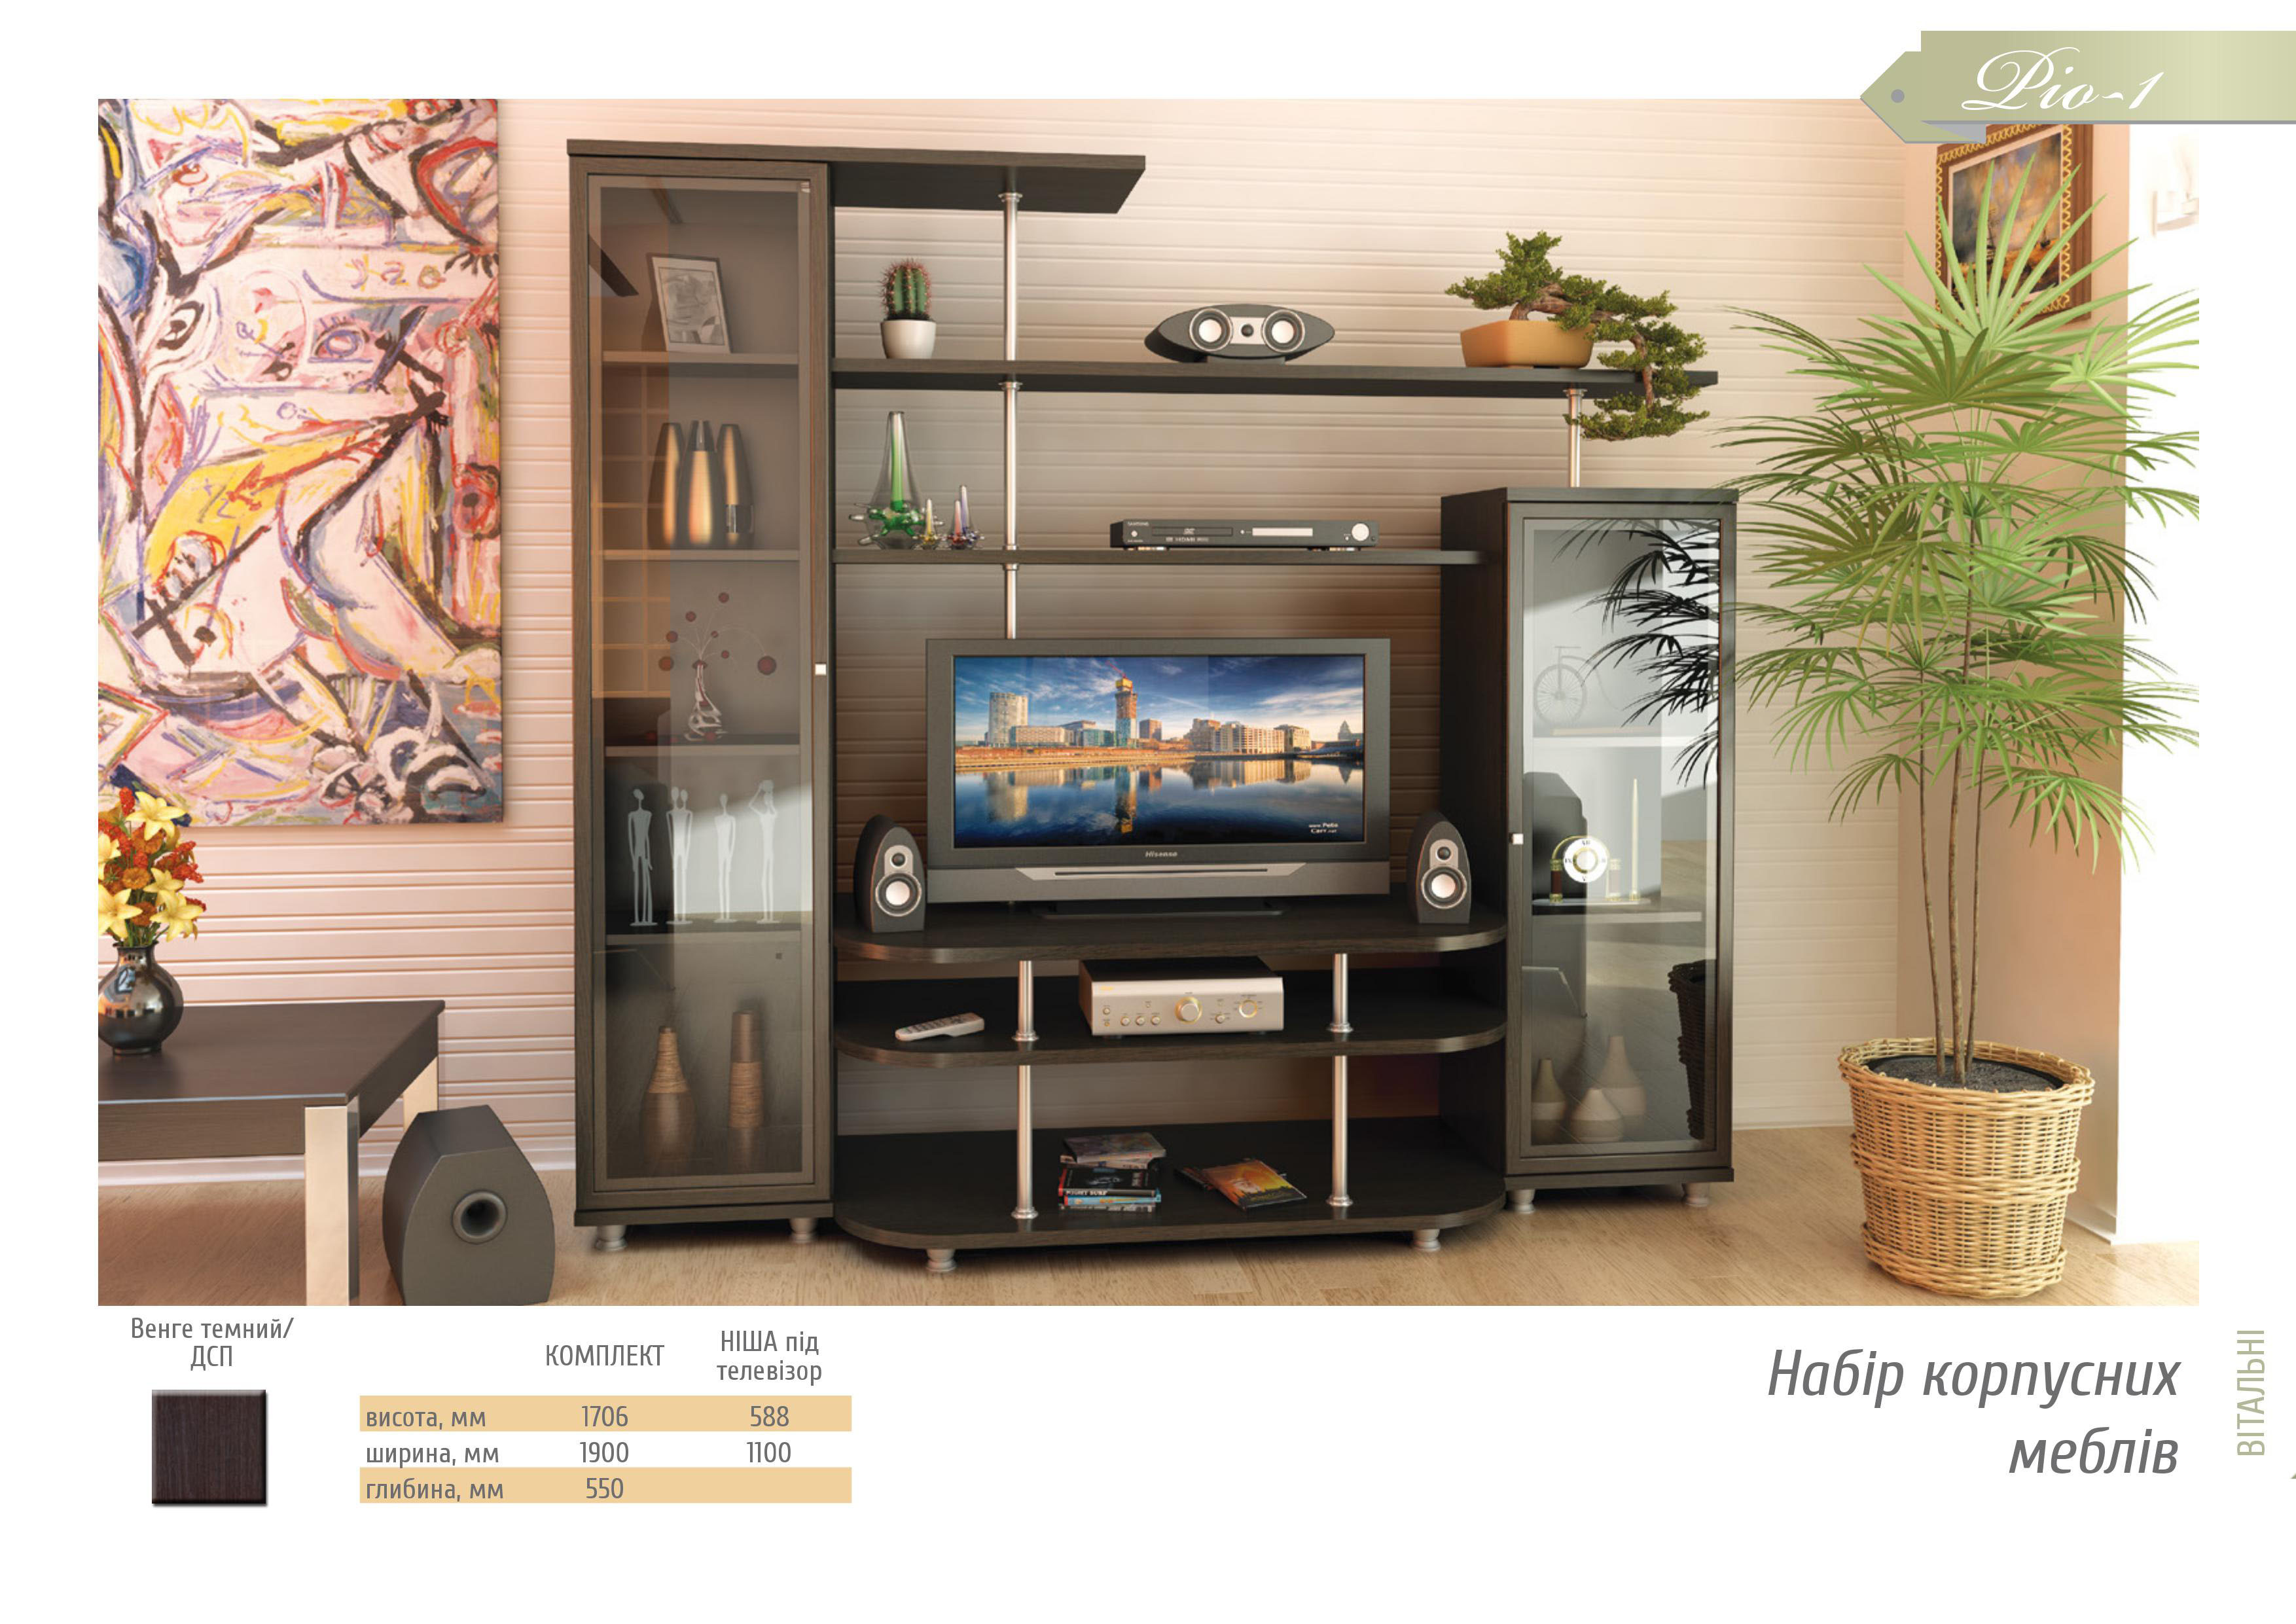 Ріо-1
Hisense
Венге темний/
ДСП
КОМПЛЕКТ
НІША під
телевізор
висота, мм 1706 588
ширина, мм 1900 1100
глибина, мм 550
Набір корпусних
меблів
ВІТАЛЬНІ